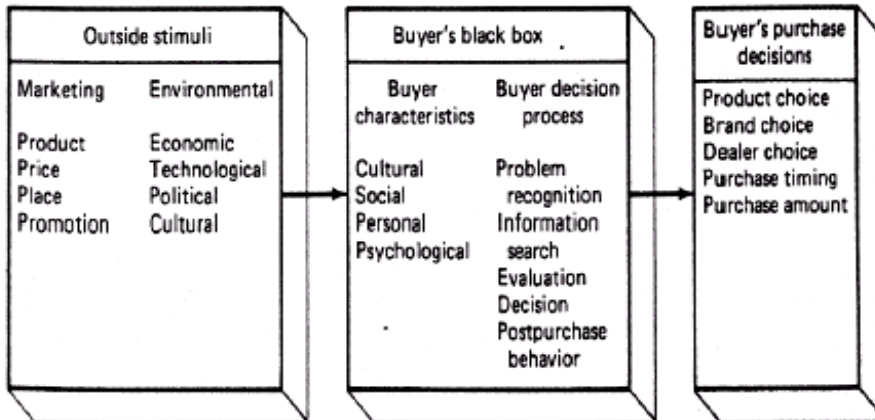 Outside stimuli
Marketing
Product
Price
Place
Promotion
Environmental
Economic
Technological
Political
Cultural
Buyer's black box
Buyer
characteristics
Cultural
Social
Personal
Psychological
Buyer decision
process
Problem
recognition
Information
search
Evaluation
Decision
Postpurchase
behavior
Buyer's purchase
decisions
Product choice
Brand choice
Dealer choice
Purchase timing
Purchase amount